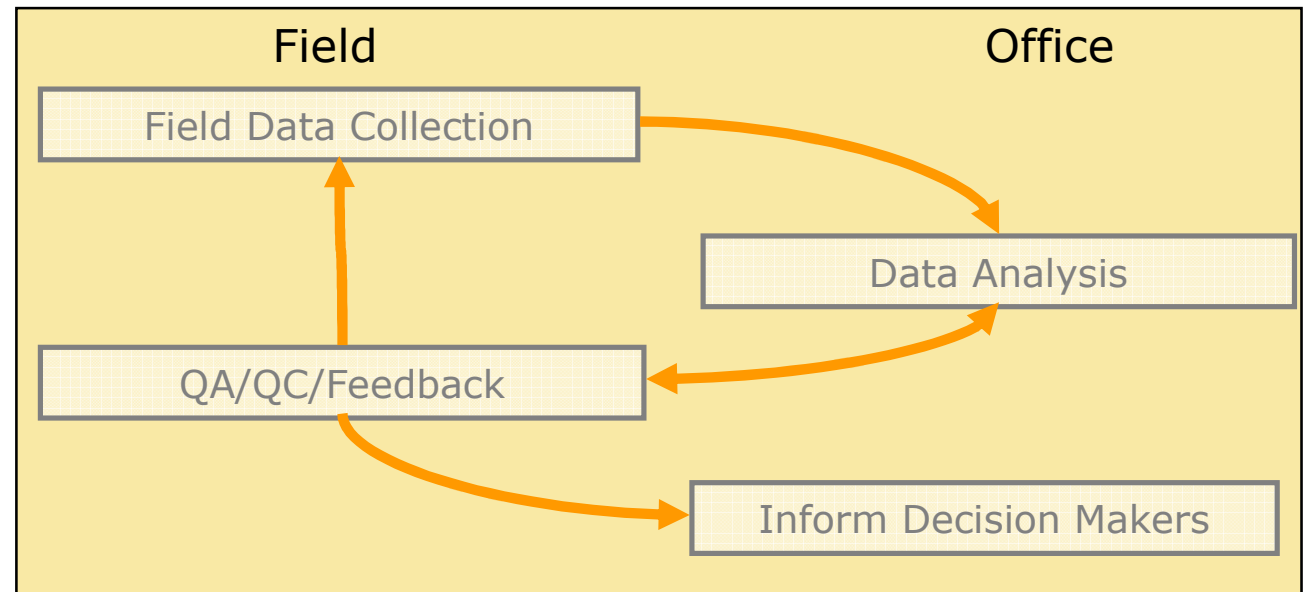 Field
Office
Field Data Collection
Data Analysis
QA/QC/Feedback
Inform Decision Makers